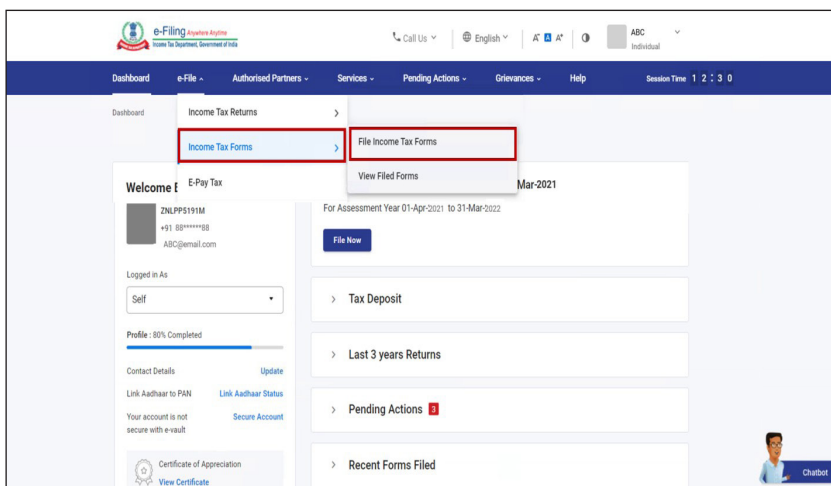 e-Filing Anywhere Anytime
Income Tax Department, Government of India
Call Us
English
A- A A+
ABC
Individual
Dashboard e-File Authorised Partners Services Pending Actions Grievances Help Session Time 1 2 : 3 0
Dashboard
Income Tax Returns
Income Tax Forms
E-Pay Tax
File Income Tax Forms
View Filed Forms
Welcome
Mar-2021
ZNLPP5191M
+91 88******88
ABC@email.com
For Assessment Year 01-Apr-2021 to 31-Mar-2022
File Now
Logged in As
Self
Profile : 80% Completed
Contact Details Update
Link Aadhaar to PAN Link Aadhaar Status
Your account is not Secure Account
secure with e-vault
Certificate of Appreciation
View Certificate
Tax Deposit
Last 3 years Returns
Pending Actions 3
Recent Forms Filed
Chatbot